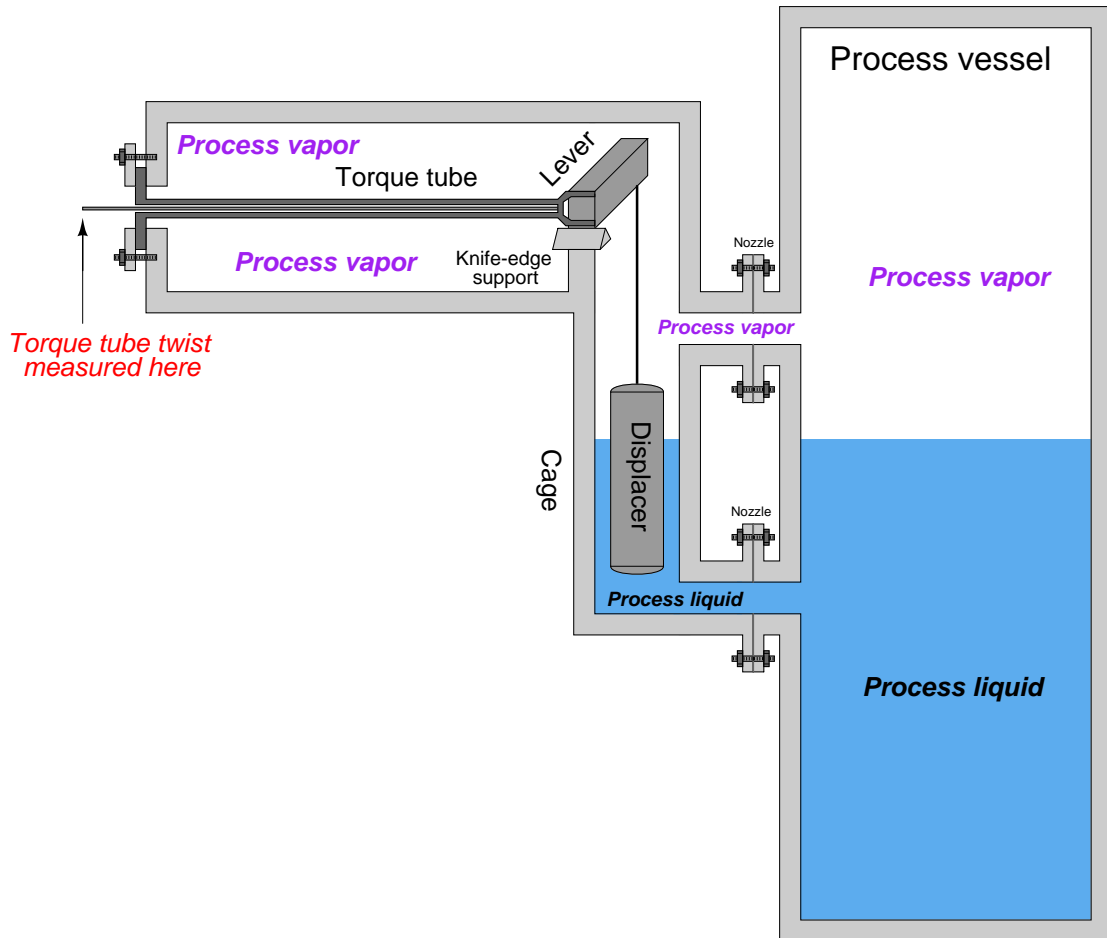 Process vessel
Process vapor
Lever
Torque tube
Nozzle
Process vapor
Knife-edge
support
Process vapor
Process vapor
Torque tube twist
measured here
Displacer
Cage
Nozzle
Process liquid
Process liquid